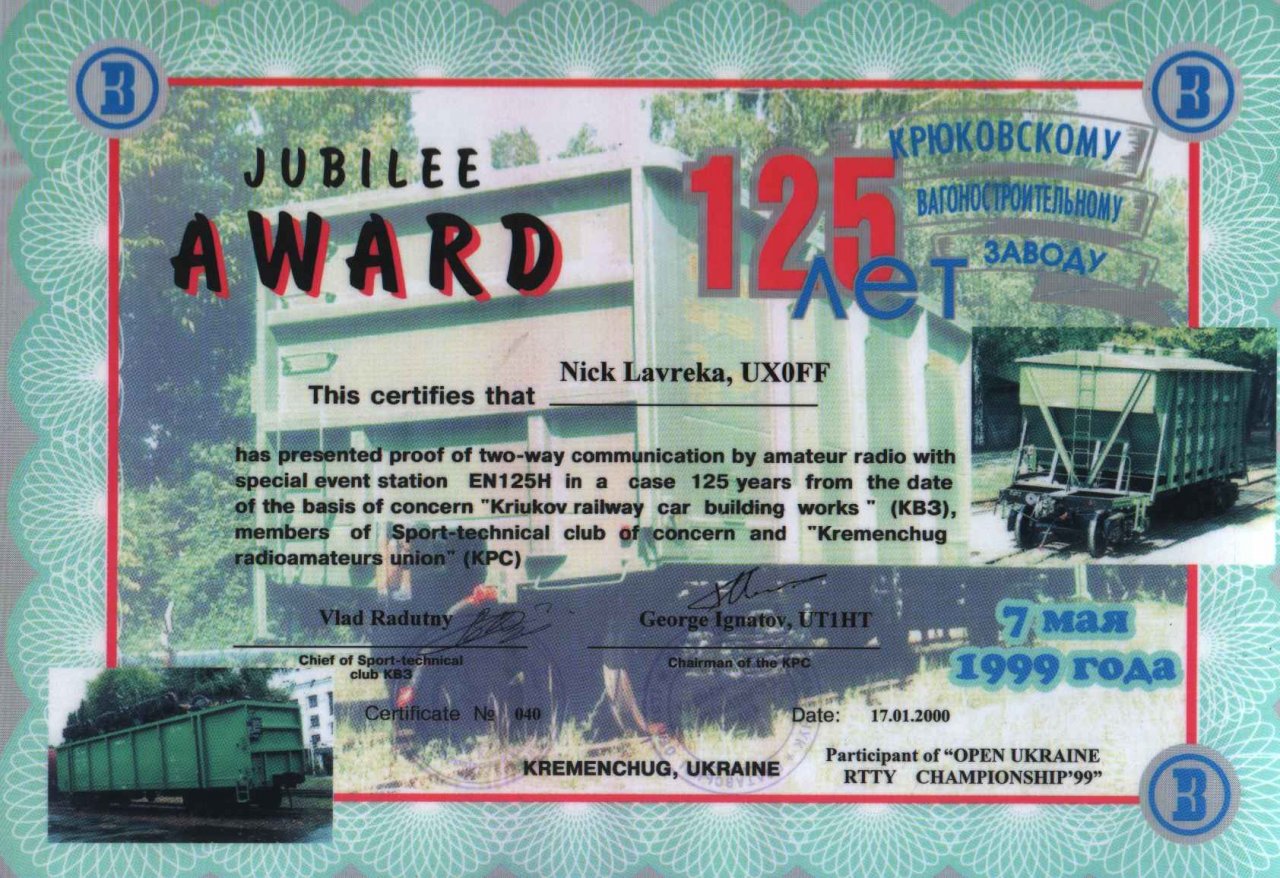 JUBILEE
AWARD
125
лет
КРЮКОВСКОМУ
ВАГОНОСТРОИТЕЛЬНОМУ
ЗАВОДУ
Nick Lavreka, UX0FF
This certifies that
has presented proof of two-way communication by amateur radio with
special event station EN125H in a case 125 years from the date
of the basis of concern "Kriukov railway car building works " (КВЗ),
members of Sport-technical club of concern and "Kremenchug
radioamateurs union" (КРС)
Vlad Radutny
George Ignatov, UT1HT
Chief of Sport-technical
club КВЗ
Chairman of the КРС
7 мая
1999 года
Certificate № 040
Date: 17.01.2000
KREMENCHUG, UKRAINE
Participant of “OPEN UKRAINE
RTTY CHAMPIONSHIP'99”